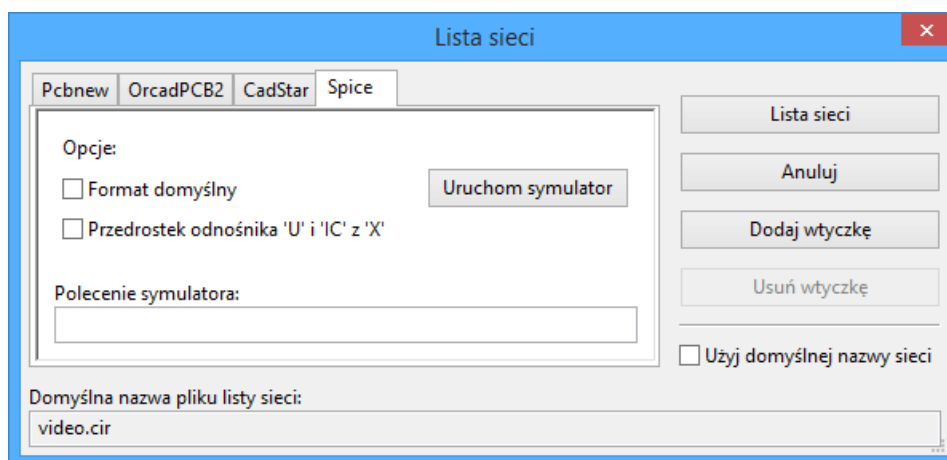 Lista sieci
Pcbnew OrcadPCB2 CadStar Spice
Opcje:
Format domyślny
Przedrostek odnośnika 'U' i 'IC' z 'X'
Uruchom symulator
Polecenie symulatora:
Lista sieci
Anuluj
Dodaj wtyczkę
Usuń wtyczkę
Użyj domyślnej nazwy sieci
Domyślna nazwa pliku listy sieci:
video.cir